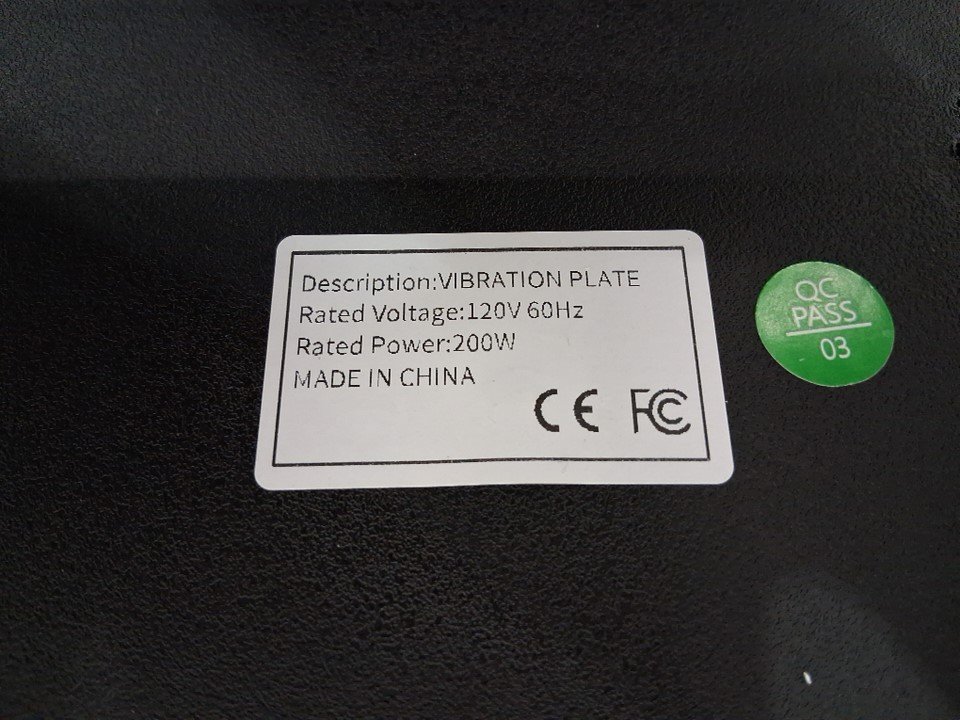 Description:VIBRATION PLATE
Rated Voltage:120V 60Hz
Rated Power:200W
MADE IN CHINA
CE FC
QC
PASS
03